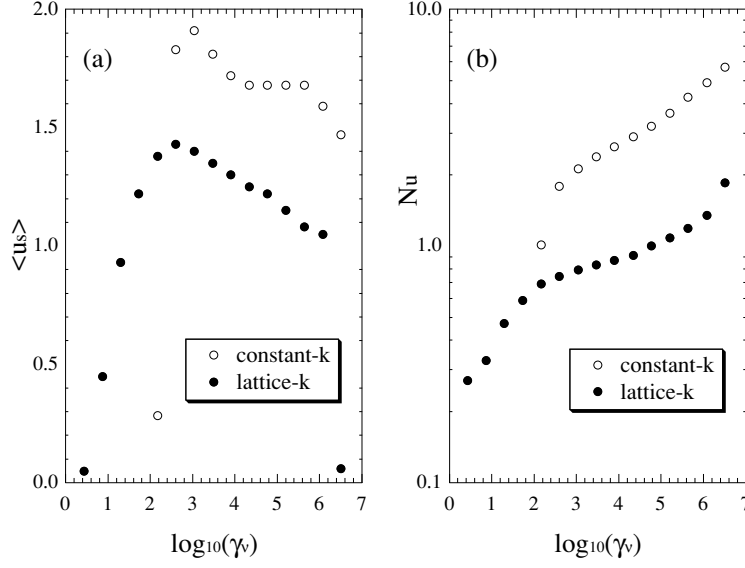 2.0
1.5
1.0
0.5
0.0
<us>
(a)
constant-k
lattice-k
0 1 2 3 4 5 6 7
log10(γν)
10.0
1.0
0.1
Nu
(b)
constant-k
lattice-k
0 1 2 3 4 5 6 7
log10(γν)